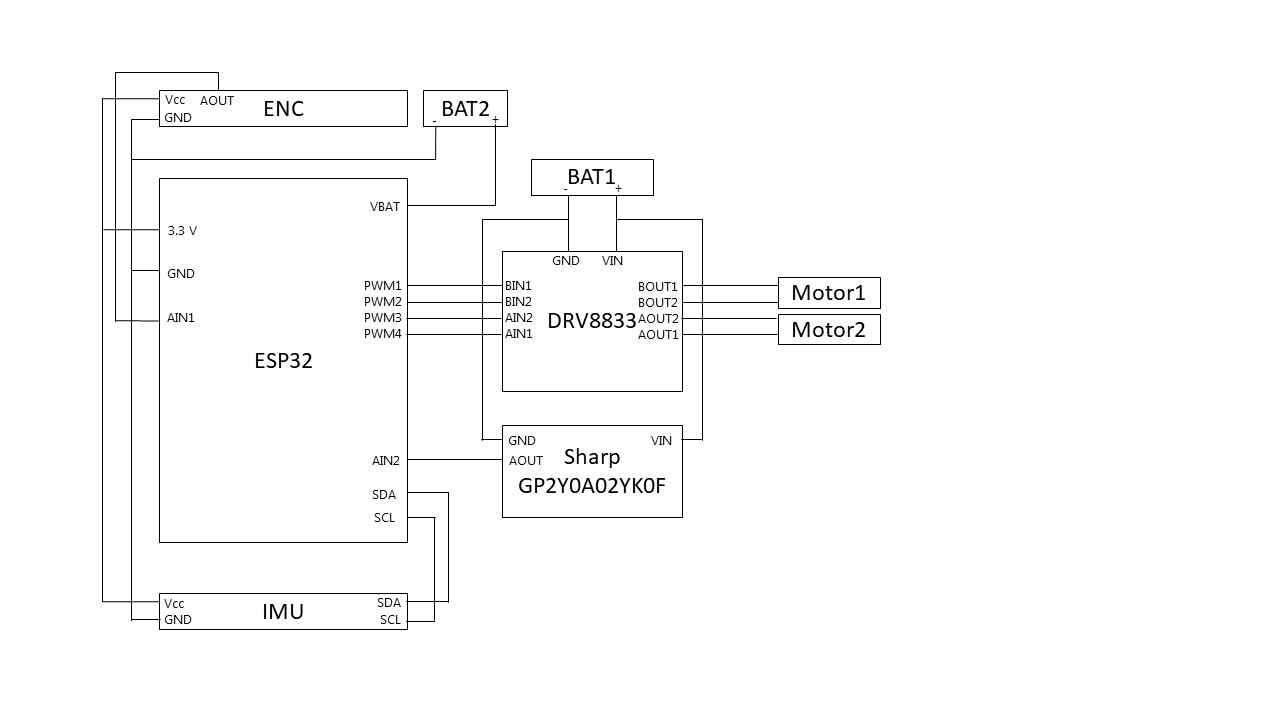 Vcc AOUT ENC
GND
BAT2
- +
BAT1
- +
VBAT
3.3 V
GND
AIN1
ESP32
PWM1
PWM2
PWM3
PWM4
AIN2
SDA
SCL
GND VIN
BIN1
BIN2
AIN2
AIN1
DRV8833
BOUT1
BOUT2
AOUT2
AOUT1
Motor1
Motor2
GND VIN
AOUT
Sharp
GP2Y0A02YK0F
Vcc
GND
IMU
SDA
SCL